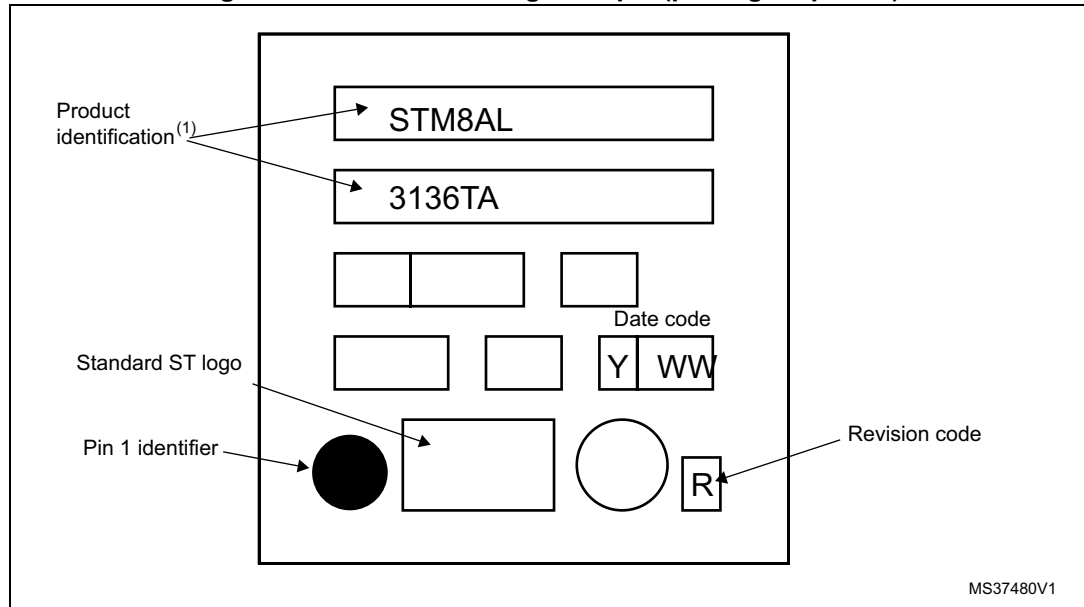 Product
identification(1)
STM8AL
3136TA
Date code
Y WW
Standard ST logo
Pin 1 identifier
Revision code
R
MS37480V1